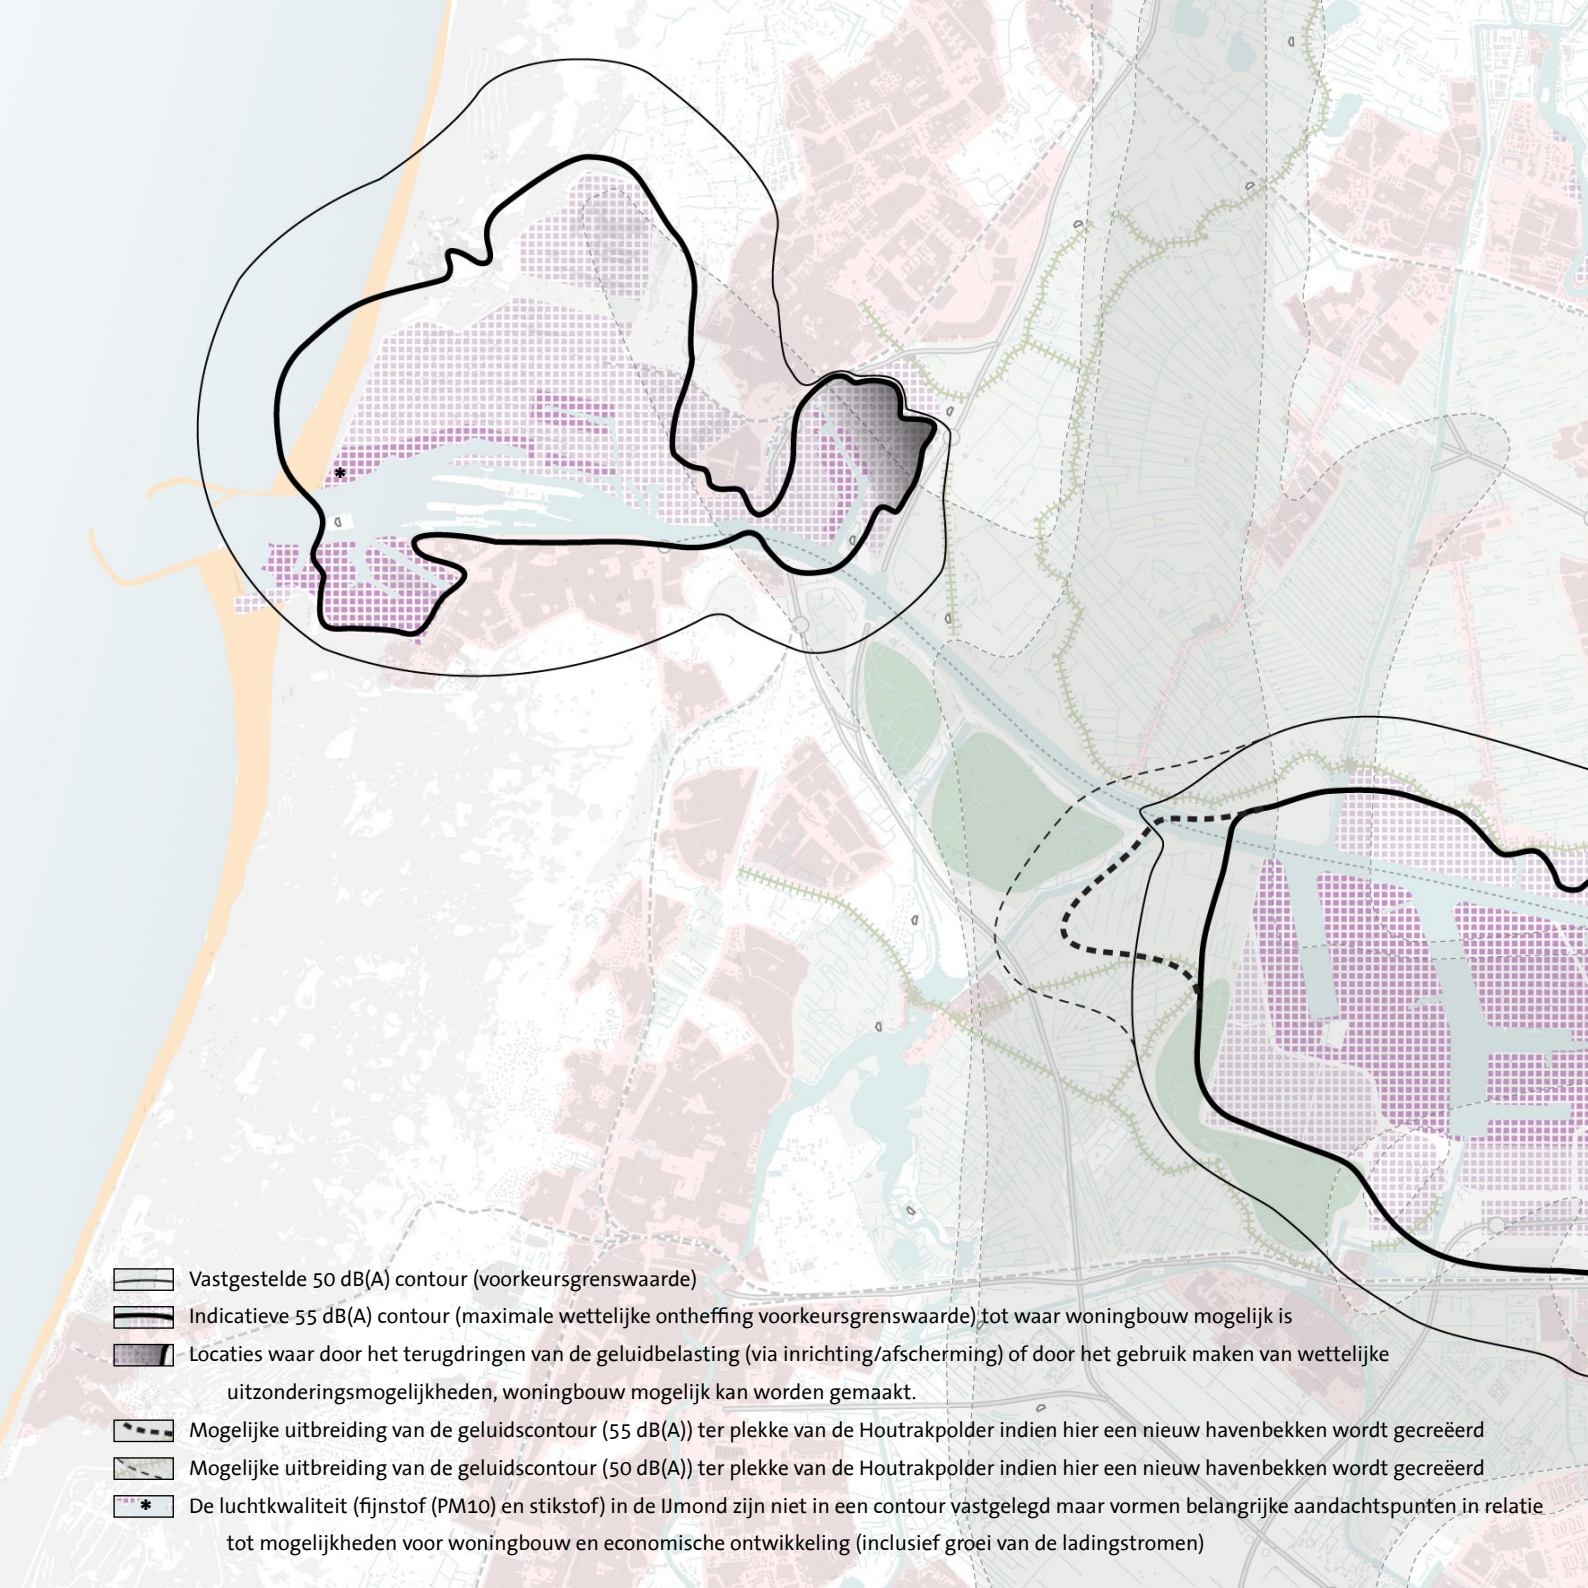 Vastgestelde 50 dB(A) contour (voorkeursgrenswaarde)
Indicatieve 55 dB(A) contour (maximale wettelijke ontheffing voorkeursgrenswaarde) tot waar woningbouw mogelijk is
Locaties waar door het terugdringen van de geluidbelasting (via inrichting/afscherming) of door het gebruik maken van wettelijke
uitzonderingsmogelijkheden, woningbouw mogelijk kan worden gemaakt.
Mogelijke uitbreiding van de geluidscontour (55 dB(A)) ter plekke van de Houtrakpolder indien hier een nieuw havenbekken wordt gecreëerd
Mogelijke uitbreiding van de geluidscontour (50 dB(A)) ter plekke van de Houtrakpolder indien hier een nieuw havenbekken wordt gecreëerd
* De luchtkwaliteit (fijnstof (PM10) en stikstof) in de IJmond zijn niet in een contour vastgelegd maar vormen belangrijke aandachtspunten in relatie
tot mogelijkheden voor woningbouw en economische ontwikkeling (inclusief groei van de ladingstromen)